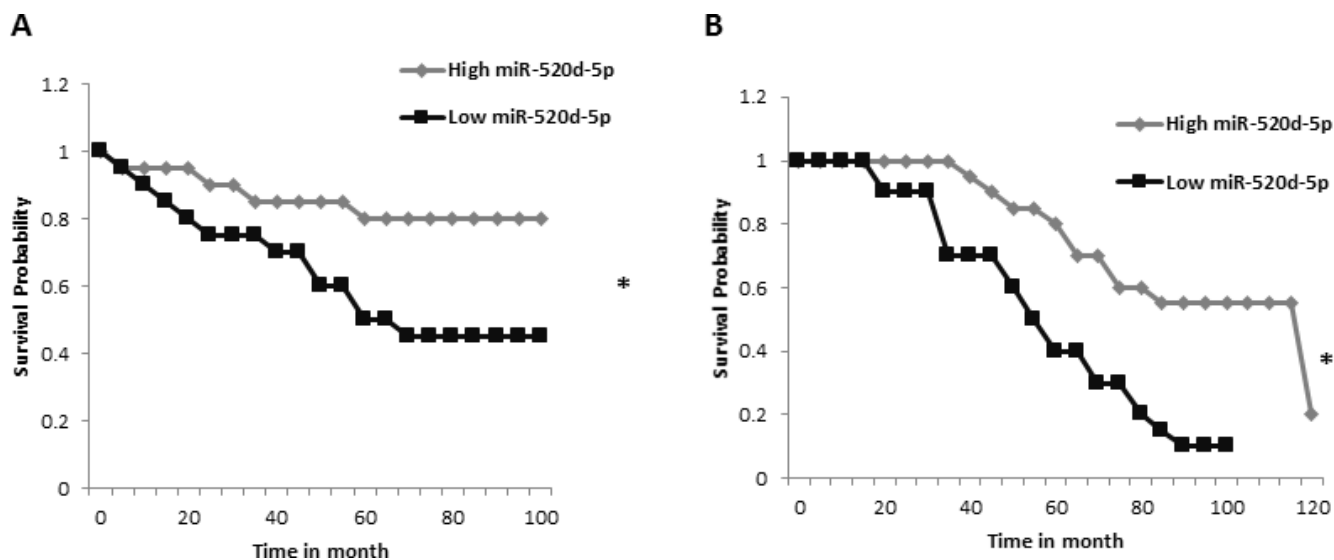 A
High miR-520d-5p
Low miR-520d-5p
1.2
1
0.8
0.6
0.4
0.2
0
0 20 40 60 80 100
Survival Probability
Time in month
*
B
High miR-520d-5p
Low miR-520d-5p
1.2
1
0.8
0.6
0.4
0.2
0
0 20 40 60 80 100 120
Survival Probability
Time in month
*